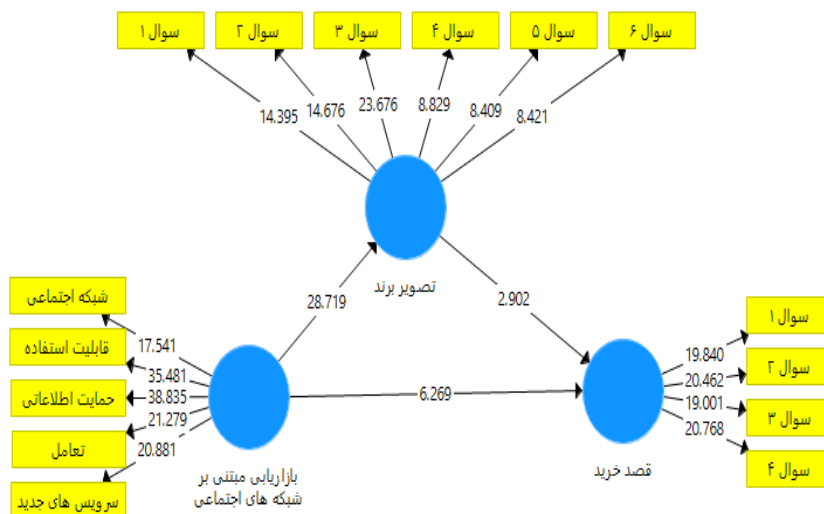 سوال ۱
سوال ۲
سوال ۳
سوال ۴
سوال ۵
سوال ۶
14.395
14.676
23.676
8.829
8.409
8.421
تصویر برند
28.719
2.902
شبکه اجتماعی
قابلیت استفاده
حمایت اطلاعاتی
تعامل
سرویس های جدید
17.541
35.481
38.835
21.279
20.881
بازاریابی مبتنی بر
شبکه های اجتماعی
6.269
قصد خرید
19.840
20.462
19.001
20.768
سوال ۱
سوال ۲
سوال ۳
سوال ۴